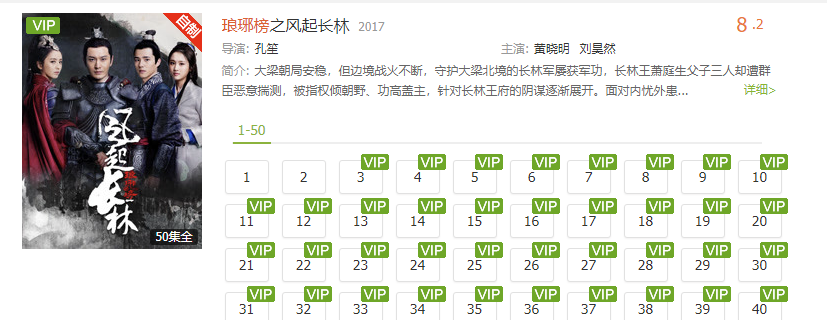 VIP
自制
风起长林
琅琊榜
50集全
琅琊榜之风起长林 2017
8.2
导演：孔笙 主演：黄晓明 刘昊然
简介：大梁朝局安稳，但边境战火不断，守护大梁北境的长林军屡获军功，长林王萧庭生父子三人却遭群
臣恶意揣测，被指权倾朝野、功高盖主，针对长林王府的阴谋逐渐展开。面对内忧外患... 详细>
1-50
VIP VIP VIP VIP VIP VIP VIP VIP
1 2 3 4 5 6 7 8 9 10
VIP VIP VIP VIP VIP VIP VIP VIP VIP VIP
11 12 13 14 15 16 17 18 19 20
VIP VIP VIP VIP VIP VIP VIP VIP VIP VIP
21 22 23 24 25 26 27 28 29 30
VIP VIP VIP VIP VIP VIP VIP VIP VIP VIP
31 32 33 34 35 36 37 38 39 40